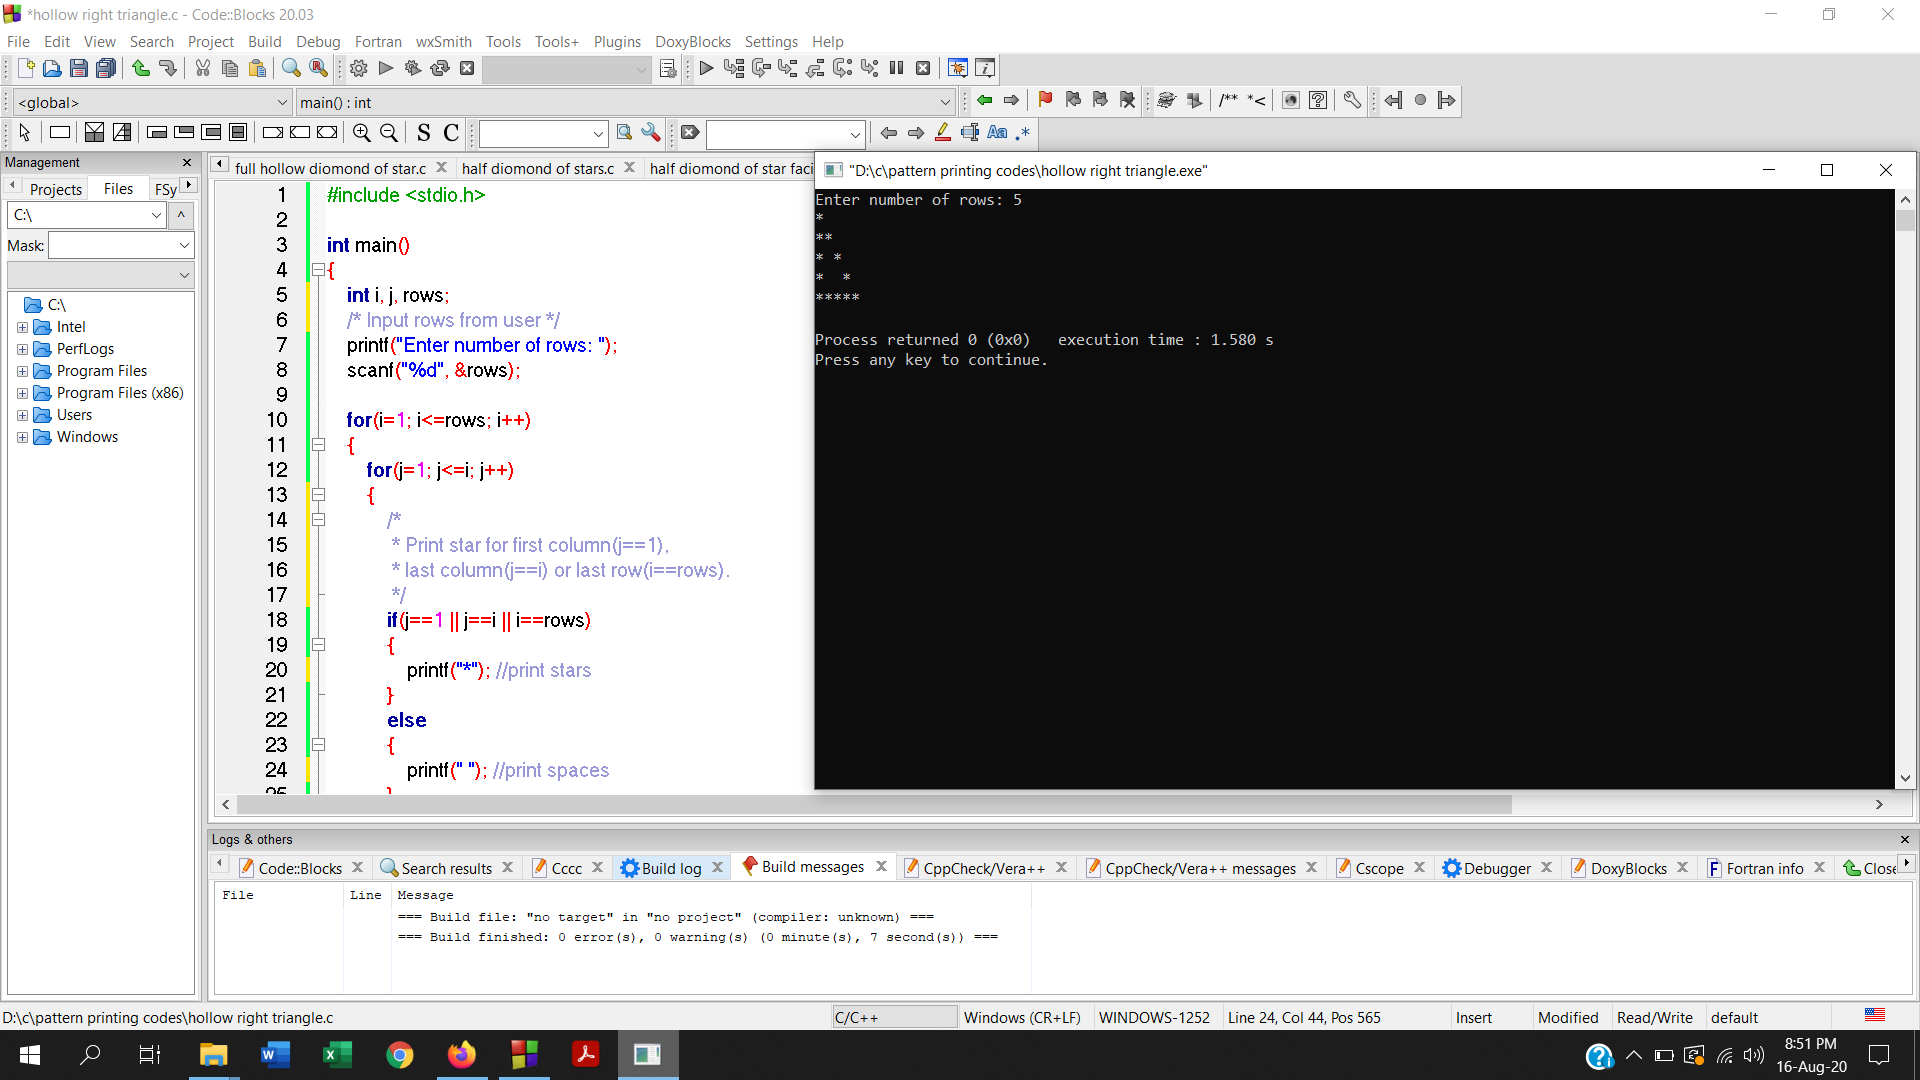 *hollow right triangle.c - Code::Blocks 20.03
File Edit View Search Project Build Debug Fortran wxSmith Tools Tools+ Plugins DoxyBlocks Settings Help
<global> main() : int
/** *<
S C Aa .*
Management
Projects Files FSy
C:\
Mask:
C:\
Intel
PerfLogs
Program Files
Program Files (x86)
Users
Windows
full hollow diomond of star.c half diomond of stars.c half diomond of star faci
1 #include <stdio.h>
2
3 int main()
4 {
5 int i, j, rows;
6 /* Input rows from user */
7 printf("Enter number of rows: ");
8 scanf("%d", &rows);
9
10 for(i=1; i<=rows; i++)
11 {
12 for(j=1; j<=i; j++)
13 {
14 /*
15 * Print star for first column(j==1),
16 * last column(j==i) or last row(i==rows).
17 */
18 if(j==1 || j==i || i==rows)
19 {
20 printf("*"); //print stars
21 }
22 else
23 {
24 printf(" "); //print spaces
25 }
"D:\c\pattern printing codes\hollow right triangle.exe"
Enter number of rows: 5
*
**
* *
*  *
*****
Process returned 0 (0x0)   execution time : 1.580 s
Press any key to continue.
Logs & others
Code::Blocks Search results Cccc Build log Build messages CppCheck/Vera++ CppCheck/Vera++ messages Cscope Debugger DoxyBlocks Fortran info Close
File Line Message
=== Build file: "no target" in "no project" (compiler: unknown) ===
=== Build finished: 0 error(s), 0 warning(s) (0 minute(s), 7 second(s)) ===
D:\c\pattern printing codes\hollow right triangle.c C/C++ Windows (CR+LF) WINDOWS-1252 Line 24, Col 44, Pos 565 Insert Modified Read/Write default
8:51 PM
16-Aug-20